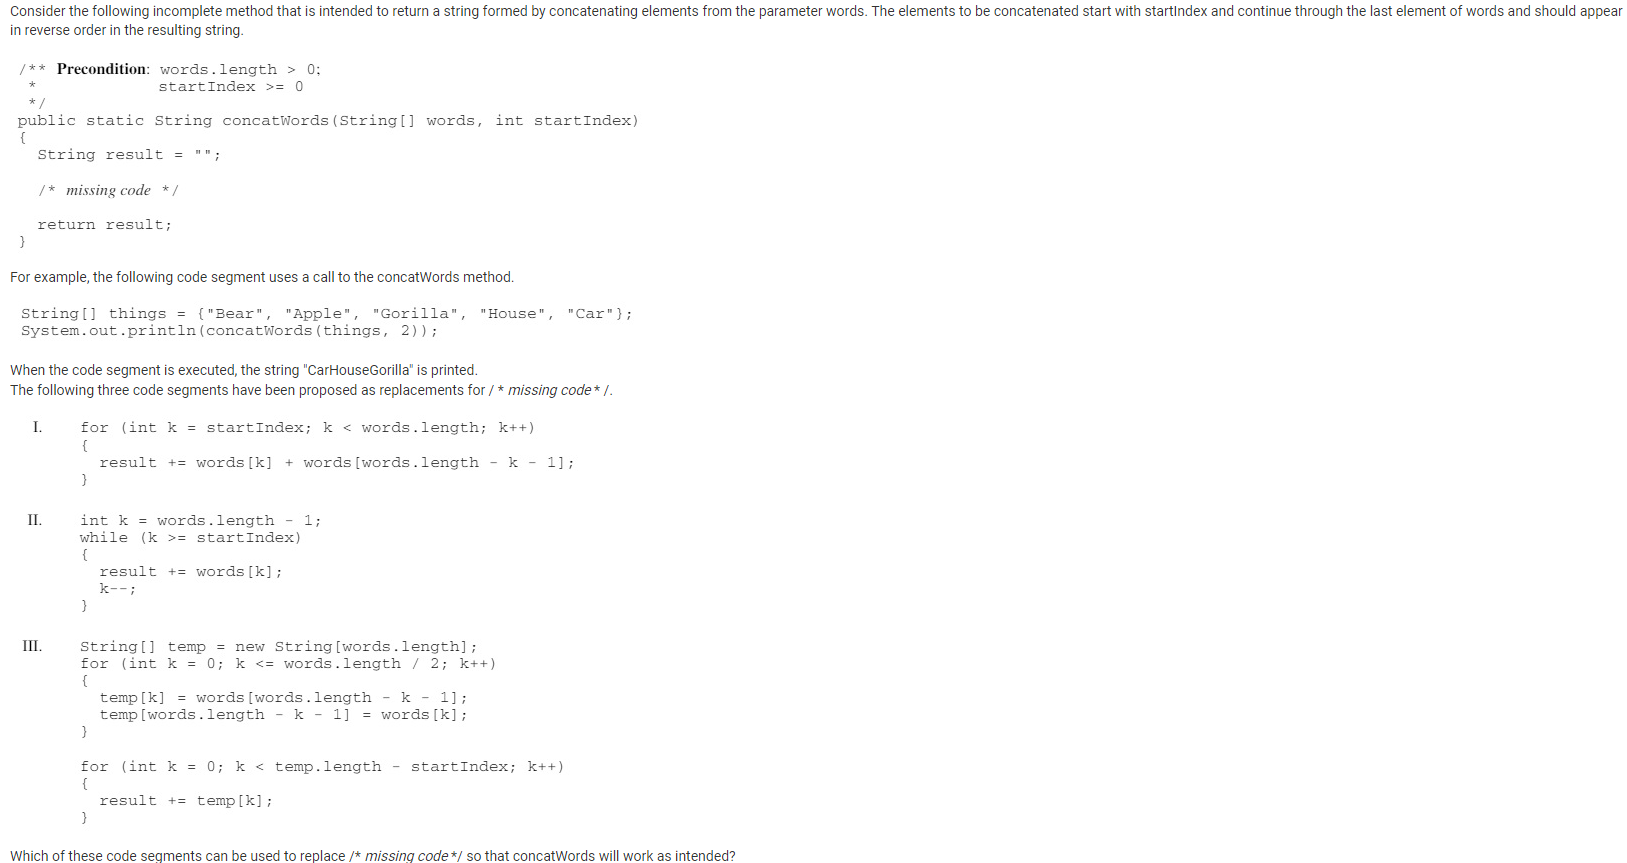 Consider the following incomplete method that is intended to return a string formed by concatenating elements from the parameter words. The elements to be concatenated start with startIndex and continue through the last element of words and should appear
in reverse order in the resulting string.
/** Precondition: words.length > 0;
* startIndex >= 0
*/
public static String concatWords(String[] words, int startIndex)
{
String result = "";
/* missing code */
return result;
}
For example, the following code segment uses a call to the concatWords method.
String[] things = {"Bear", "Apple", "Gorilla", "House", "Car"};
System.out.println(concatWords(things, 2));
When the code segment is executed, the string "CarHouseGorilla" is printed.
The following three code segments have been proposed as replacements for / * missing code* /.
I. for (int k = startIndex; k < words.length; k++)
{
result += words[k] + words[words.length - k - 1];
}
II. int k = words.length - 1;
while (k >= startIndex)
{
result += words[k];
k--;
}
III. String[] temp = new String[words.length];
for (int k = 0; k <= words.length / 2; k++)
{
temp[k] = words[words.length - k - 1];
temp[words.length - k - 1] = words[k];
}
for (int k = 0; k < temp.length - startIndex; k++)
{
result += temp[k];
}
Which of these code segments can be used to replace /* missing code */ so that concatWords will work as intended?